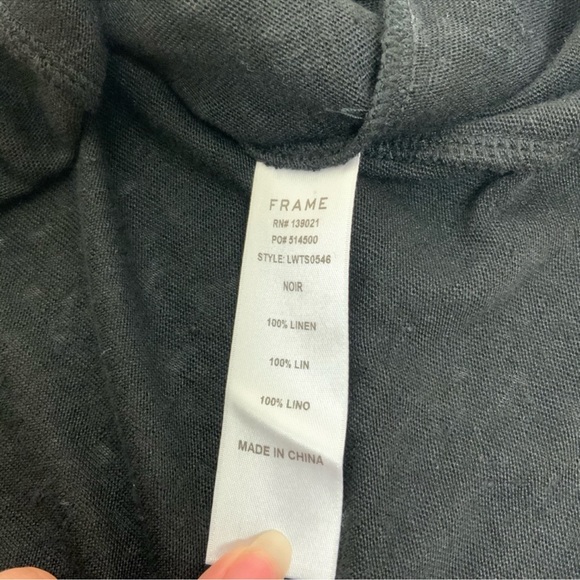 FRAME
RN# 139021
PO# 514500
STYLE: LWTS0546
NOIR
100% LINEN
100% LIN
100% LINO
MADE IN CHINA